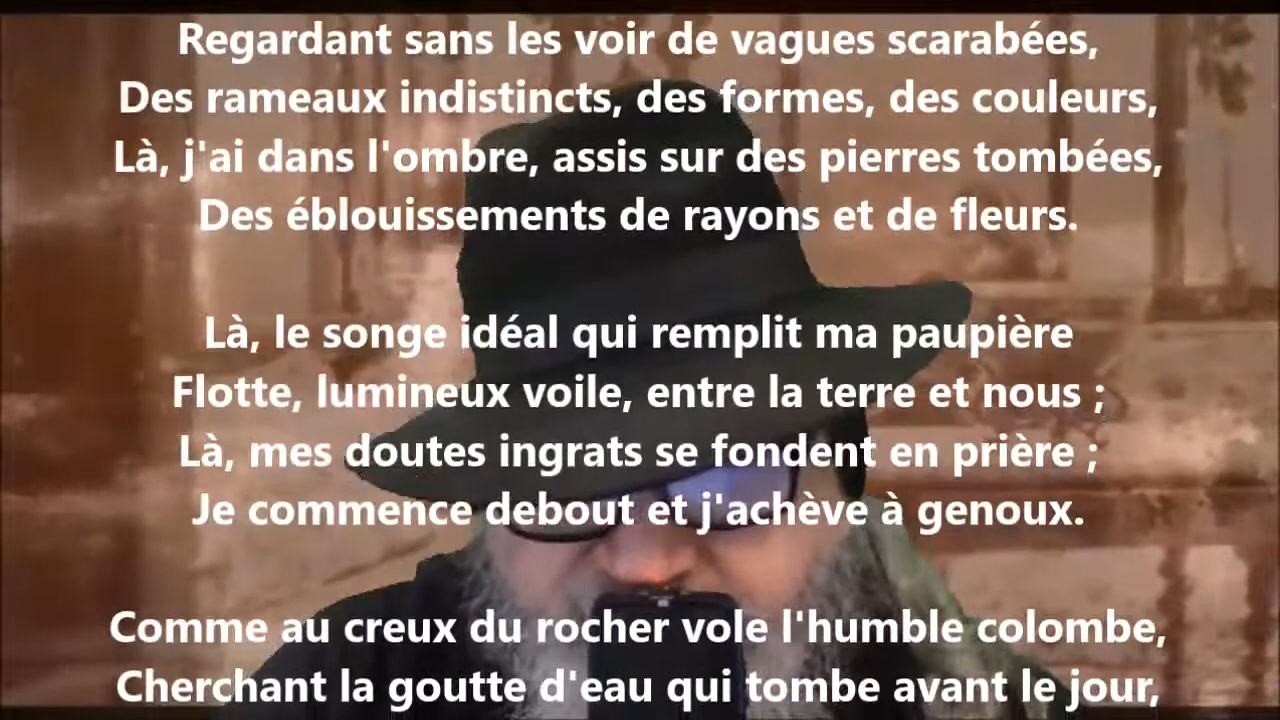 Regardant sans les voir de vagues scarabées,
Des rameaux indistincts, des formes, des couleurs,
Là, j'ai dans l'ombre, assis sur des pierres tombées,
Des éblouissements de rayons et de fleurs.
Là, le songe idéal qui remplit ma paupière
Flotte, lumineux voile, entre la terre et nous ;
Là, mes doutes ingrats se fondent en prière ;
Je commence debout et j'achève à genoux.
Comme au creux du rocher vole l'humble colombe,
Cherchant la goutte d'eau qui tombe avant le jour,